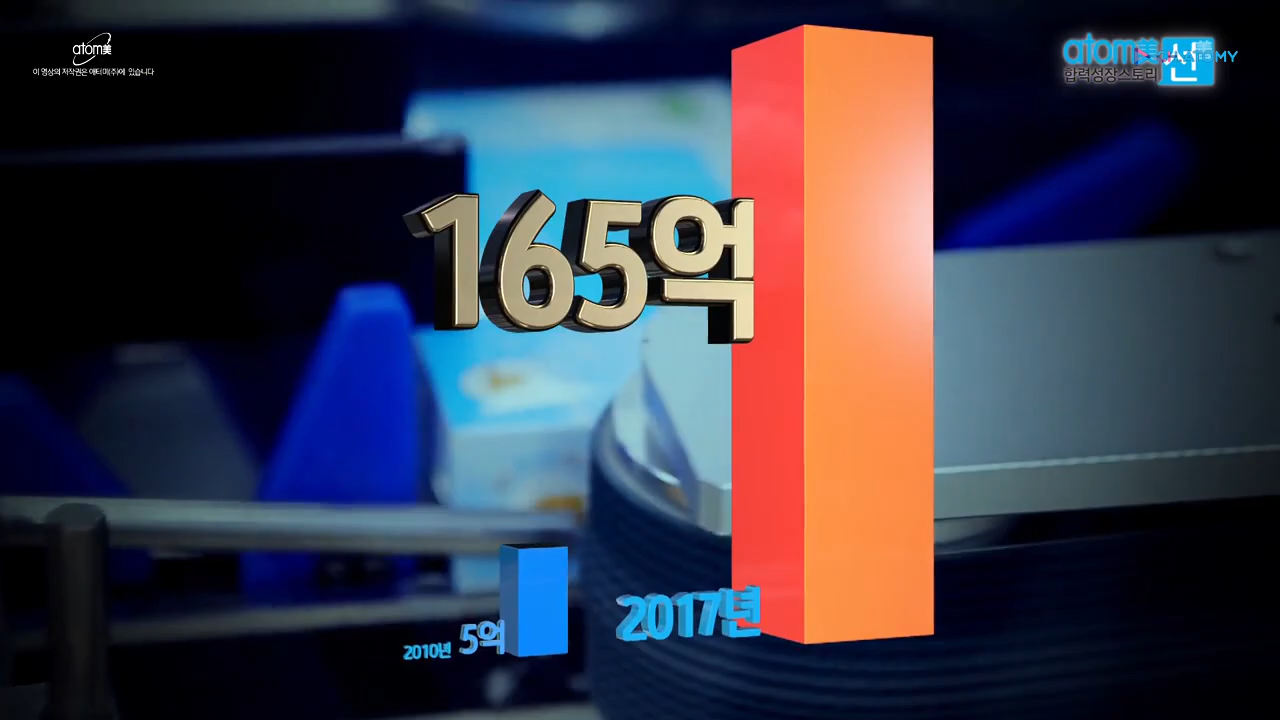 atom美
이 영상의 저작권은 애터미(주)에 있습니다
atom美
합력성장스토리 선
165억
2017년
2010년 5억